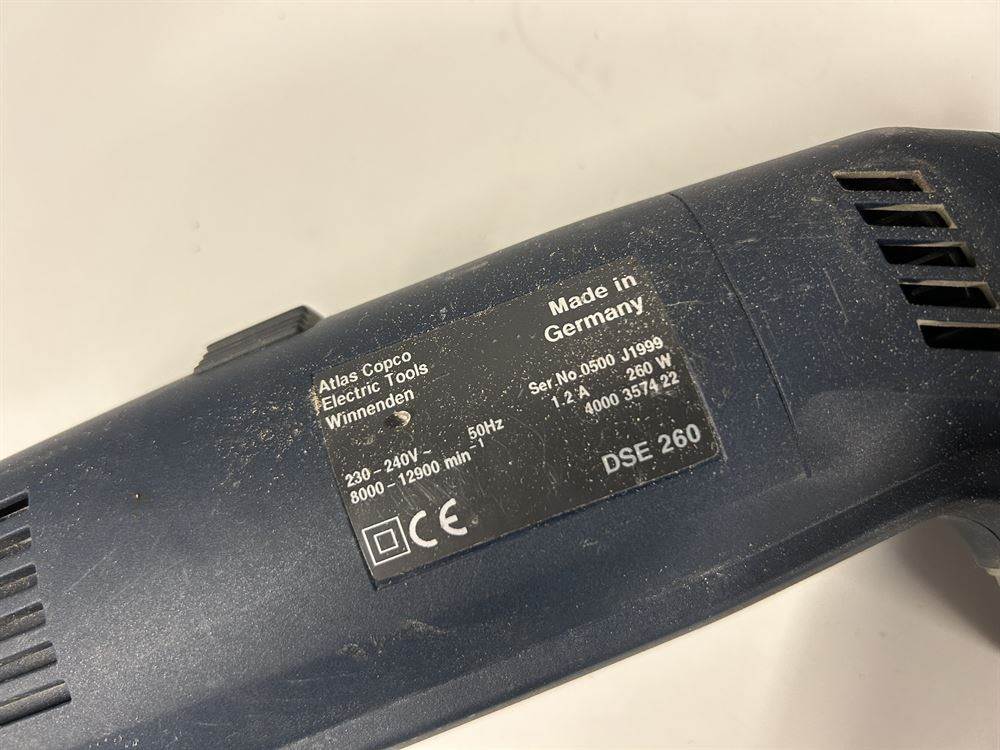 Atlas Copco
Electric Tools
Winnenden
Made in
Germany
230 – 240V ~ 50Hz
8000 – 12900 min⁻¹
Ser.No.0500 J1999
1.2 A 260 W
4000 3574 22
CE
DSE 260